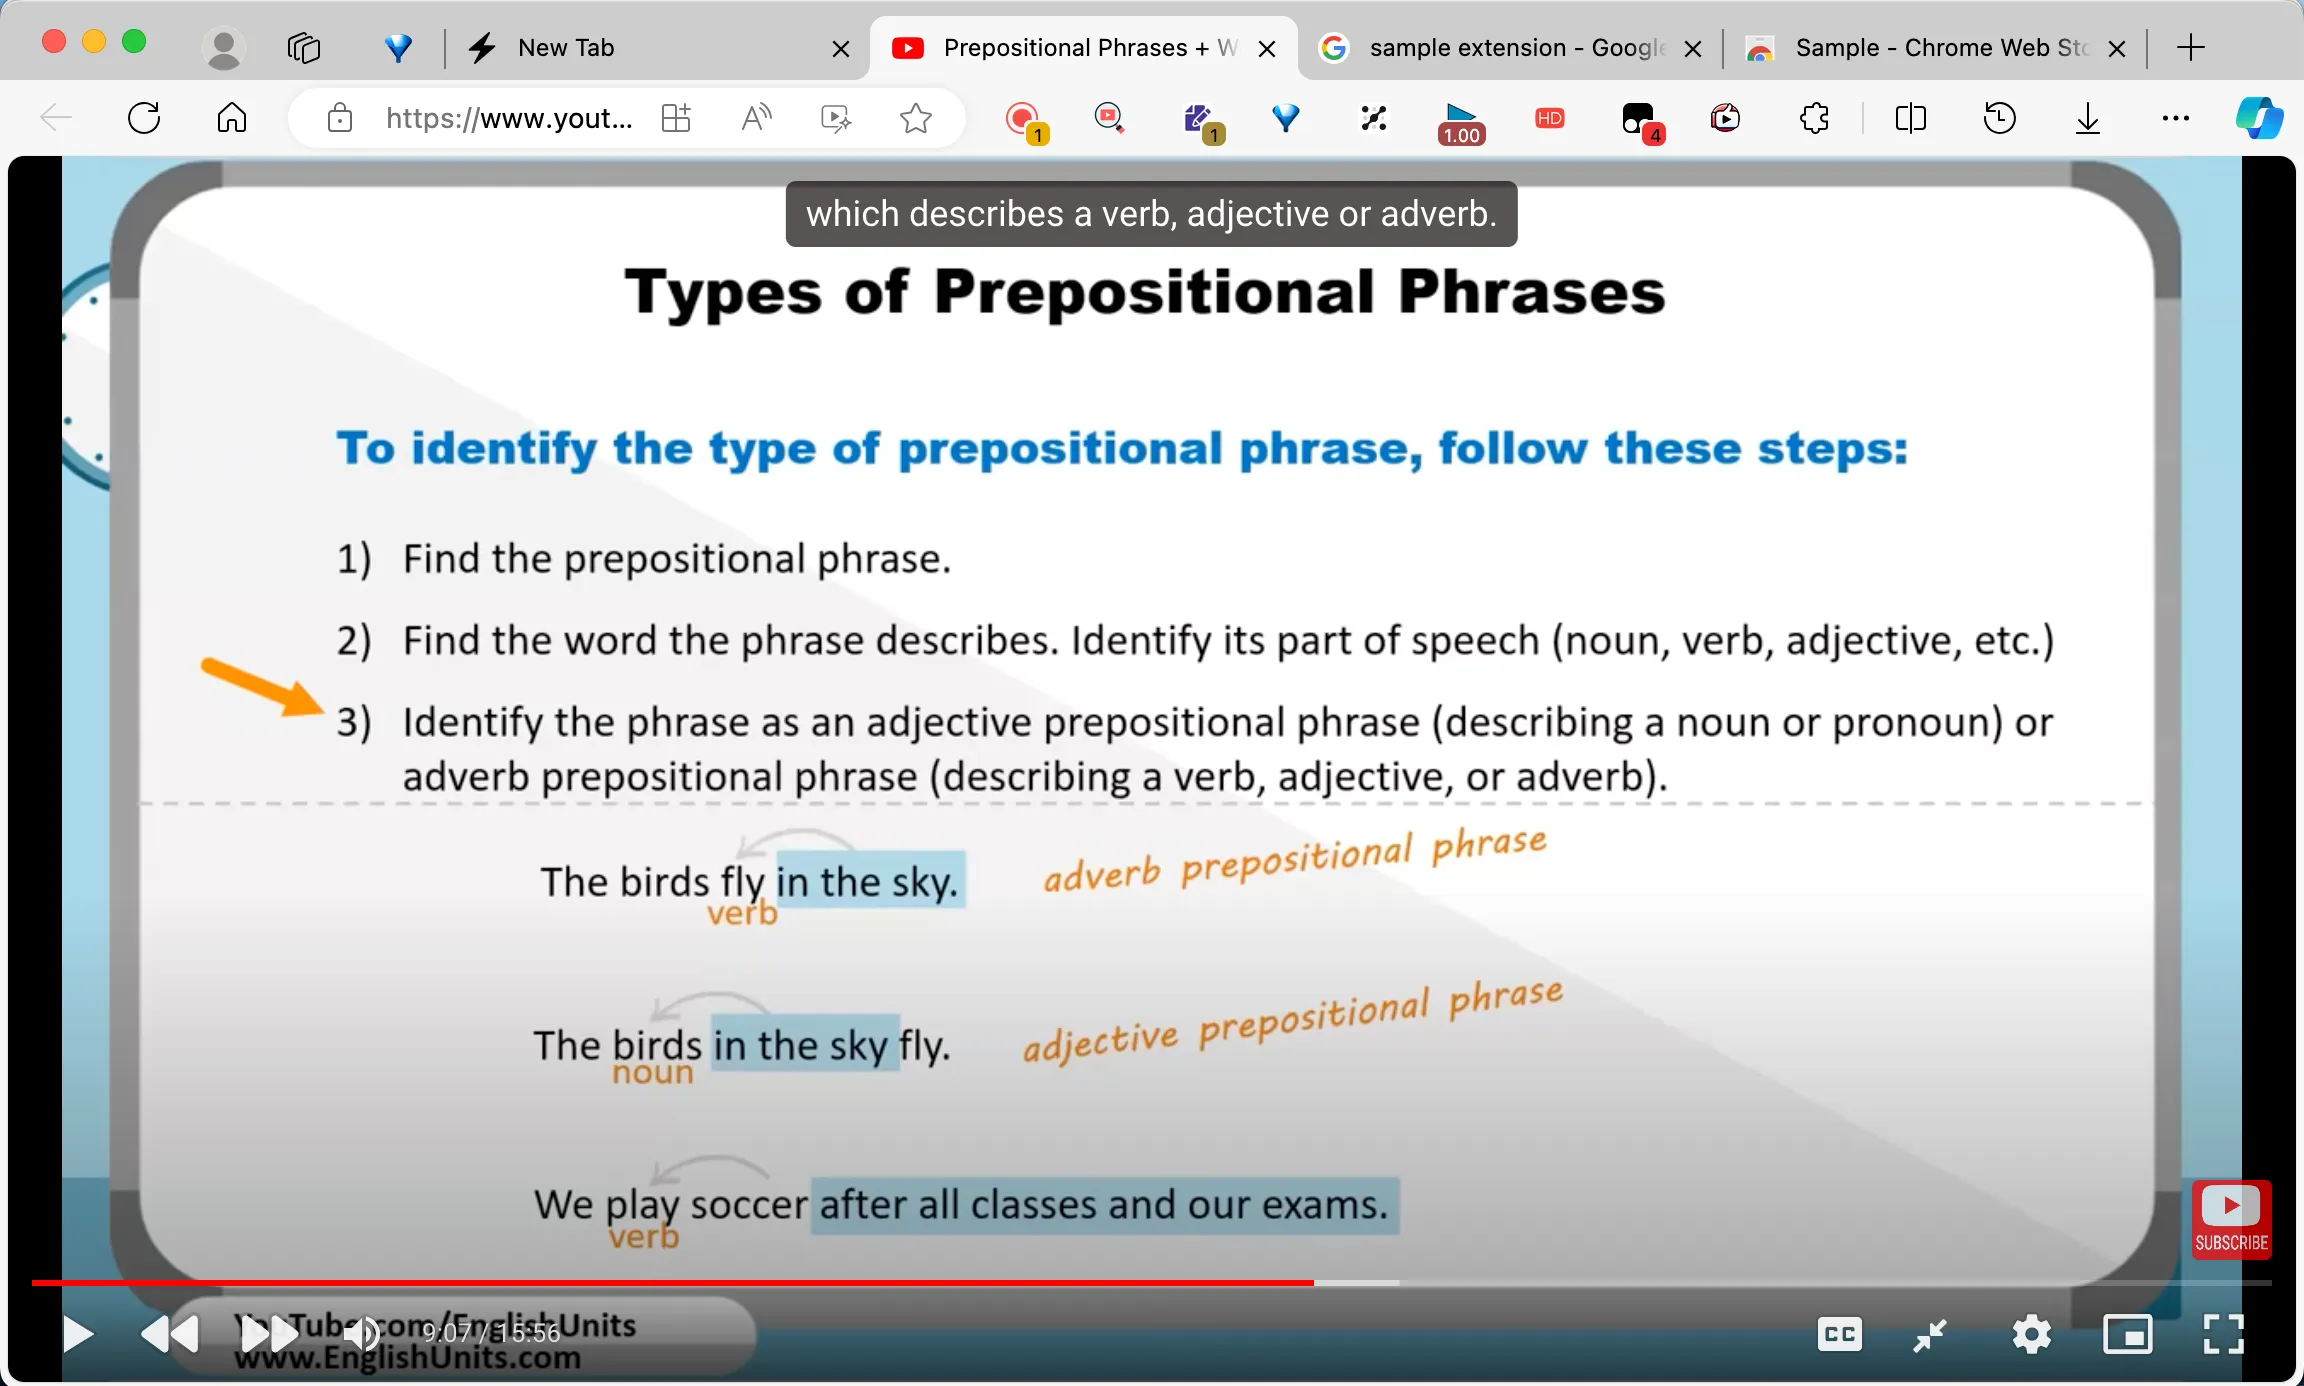 New Tab
Prepositional Phrases + W
sample extension - Google
Sample - Chrome Web Sto
https://www.yout...
1
1
1.00
HD
4
which describes a verb, adjective or adverb.
Types of Prepositional Phrases
To identify the type of prepositional phrase, follow these steps:
1) Find the prepositional phrase.
2) Find the word the phrase describes. Identify its part of speech (noun, verb, adjective, etc.)
3) Identify the phrase as an adjective prepositional phrase (describing a noun or pronoun) or
adverb prepositional phrase (describing a verb, adjective, or adverb).
The birds fly in the sky. adverb prepositional phrase
verb
The birds in the sky fly. adjective prepositional phrase
noun
We play soccer after all classes and our exams.
verb
SUBSCRIBE
YouTube.com/EnglishUnits
9:07 / 15:56
www.EnglishUnits.com
CC